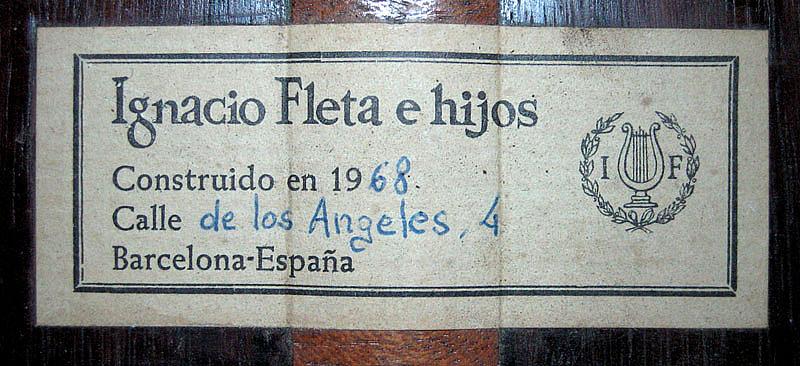 Ignacio Fleta e hijos
Construido en 1968.
Calle de los Angeles, 4
Barcelona-España
I F